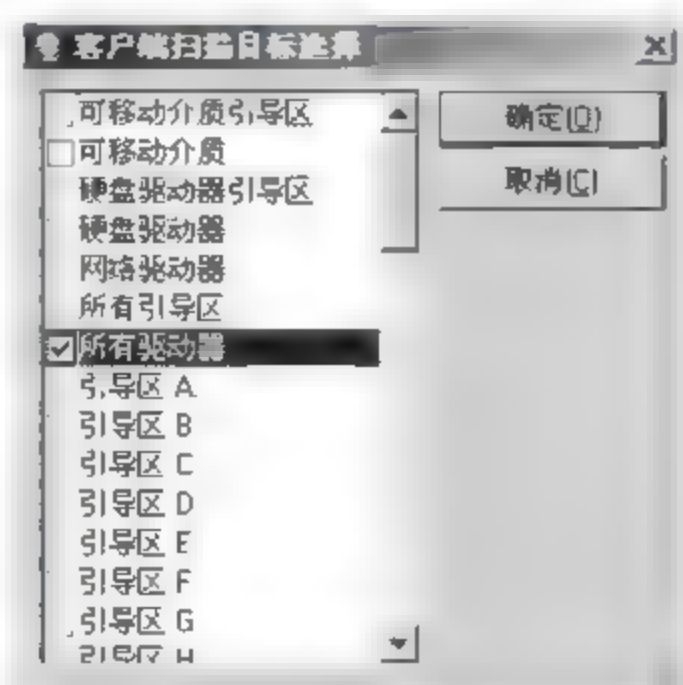 客户端扫描目标选择
可移动介质引导区
可移动介质
硬盘驱动器引导区
硬盘驱动器
网络驱动器
所有引导区
所有驱动器
引导区 A
引导区 B
引导区 C
引导区 D
引导区 E
引导区 F
引导区 G
引导区 H
确定(O)
取消(C)